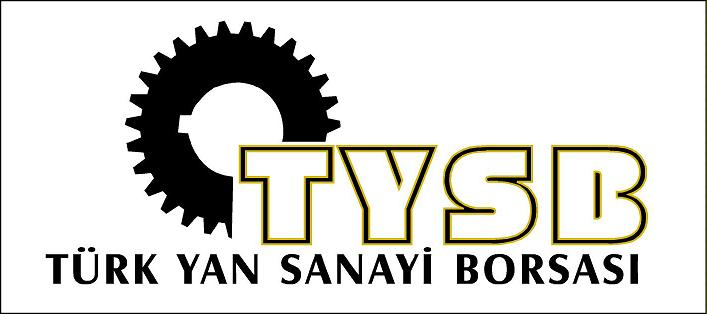 TYSB
TÜRK YAN SANAYİ BORSASI